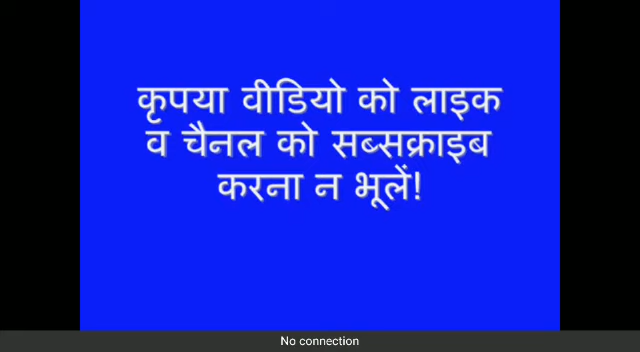 कृपया वीडियो को लाइक
व चैनल को सब्सक्राइब
करना न भूलें!
No connection